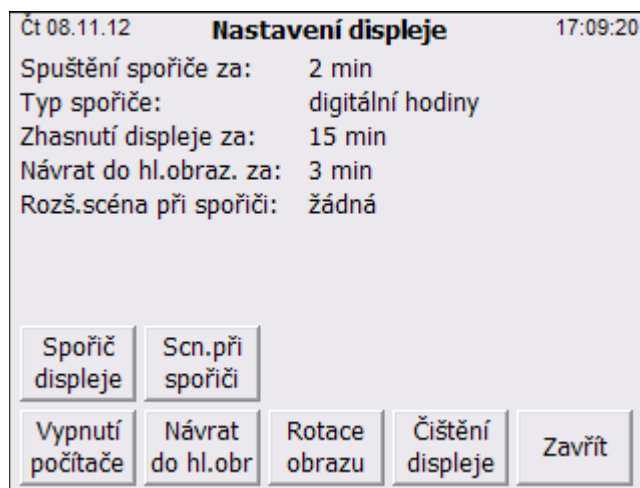 Čt 08.11.12 Nastavení displeje 17:09:20
Spuštění spořiče za: 2 min
Typ spořiče: digitální hodiny
Zhasnutí displeje za: 15 min
Návrat do hl.obraz. za: 3 min
Rozš.scéna při spořiči: žádná
Spořič displeje
Scn.při spořiči
Vypnutí počítače
Návrat do hl.obr
Rotace obrazu
Čištění displeje
Zavřít